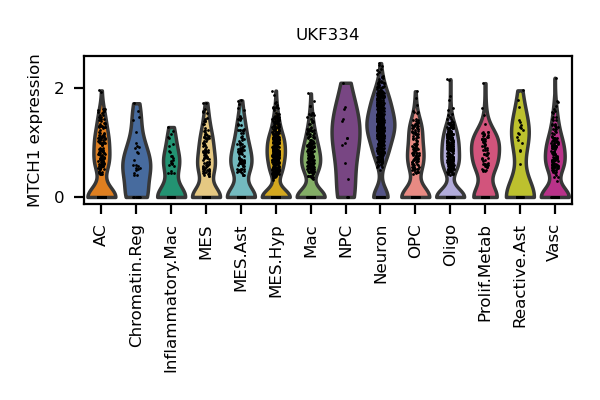 UKF334
MTCH1 expression
2
0
AC
Chromatin.Reg
Inflammatory.Mac
MES
MES.Ast
MES.Hyp
Mac
NPC
Neuron
OPC
Oligo
Prolif.Metab
Reactive.Ast
Vasc